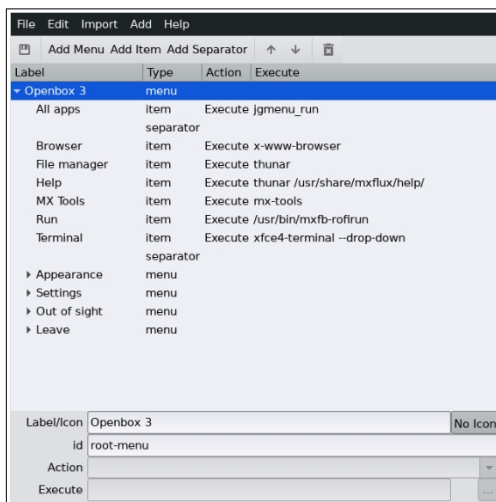 File Edit Import Add Help
Add Menu Add Item Add Separator
Label Type Action Execute
Openbox 3 menu
All apps item Execute jgmenu_run
separator
Browser item Execute x-www-browser
File manager item Execute thunar
Help item Execute thunar /usr/share/mxflux/help/
MX Tools item Execute mx-tools
Run item Execute /usr/bin/mxfb-rofirun
Terminal item Execute xfce4-terminal --drop-down
separator
Appearance menu
Settings menu
Out of sight menu
Leave menu
Label/Icon Openbox 3 No Icon
id root-menu
Action
Execute ...